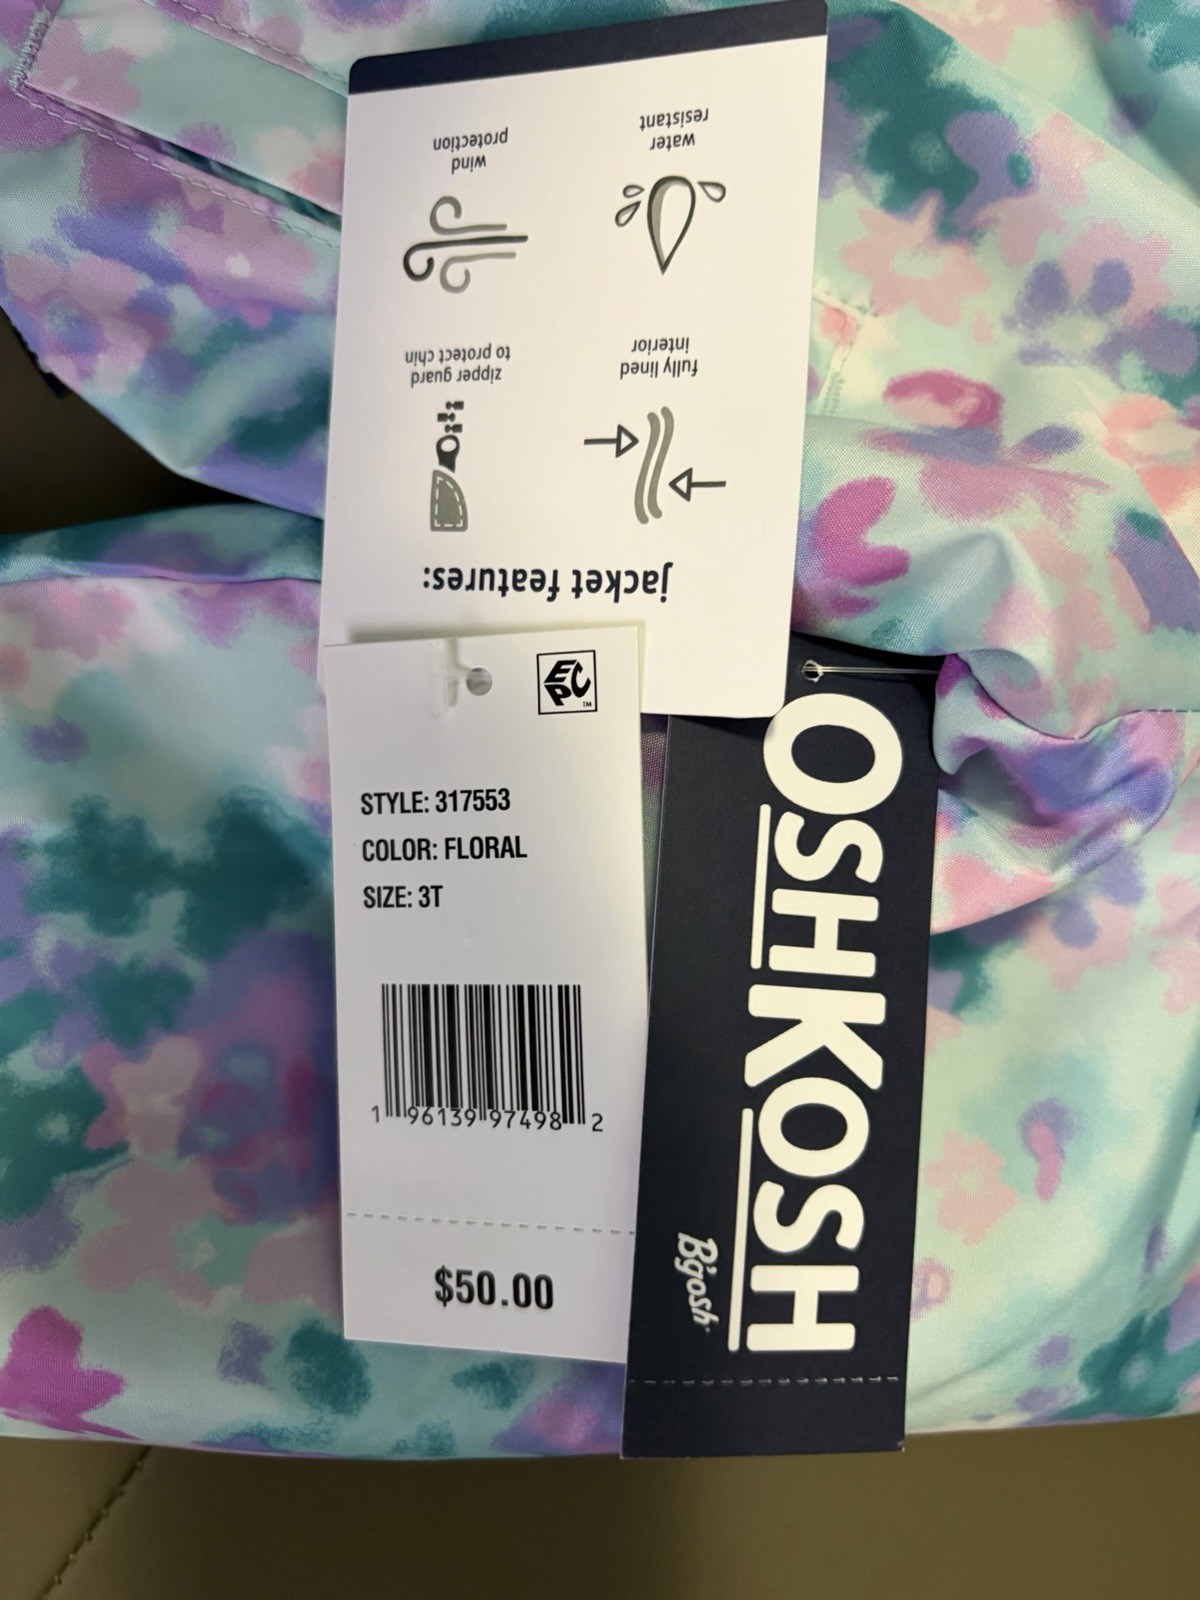 jacket features:
fully lined
interior
zipper guard
to protect chin
water
resistant
wind
protection
EPC
TM
STYLE: 317553
COLOR: FLORAL
SIZE: 3T
1 96139 97498 2
$50.00
OSHKOSH
B'gosh